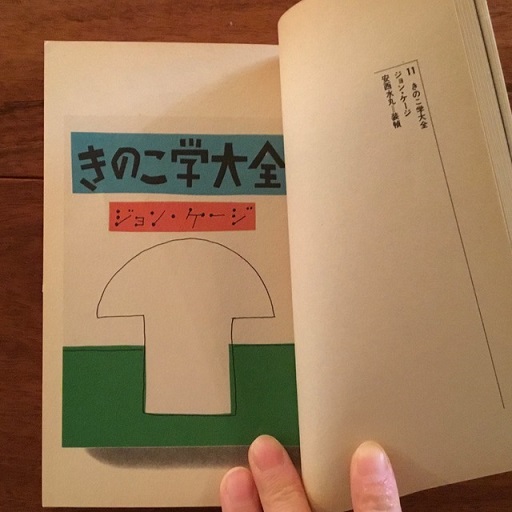 きのこ学大全
ジョン・ケージ
11 きのこ学大全
ジョン・ケージ
安西水丸=装幀